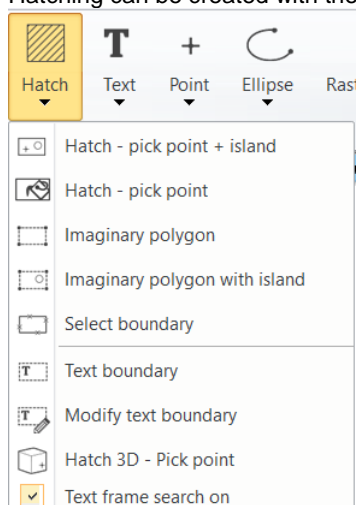 Hatching can be created with the
Hatch Text Point Ellipse Ras
Hatch - pick point + island
Hatch - pick point
Imaginary polygon
Imaginary polygon with island
Select boundary
Text boundary
Modify text boundary
Hatch 3D - Pick point
Text frame search on